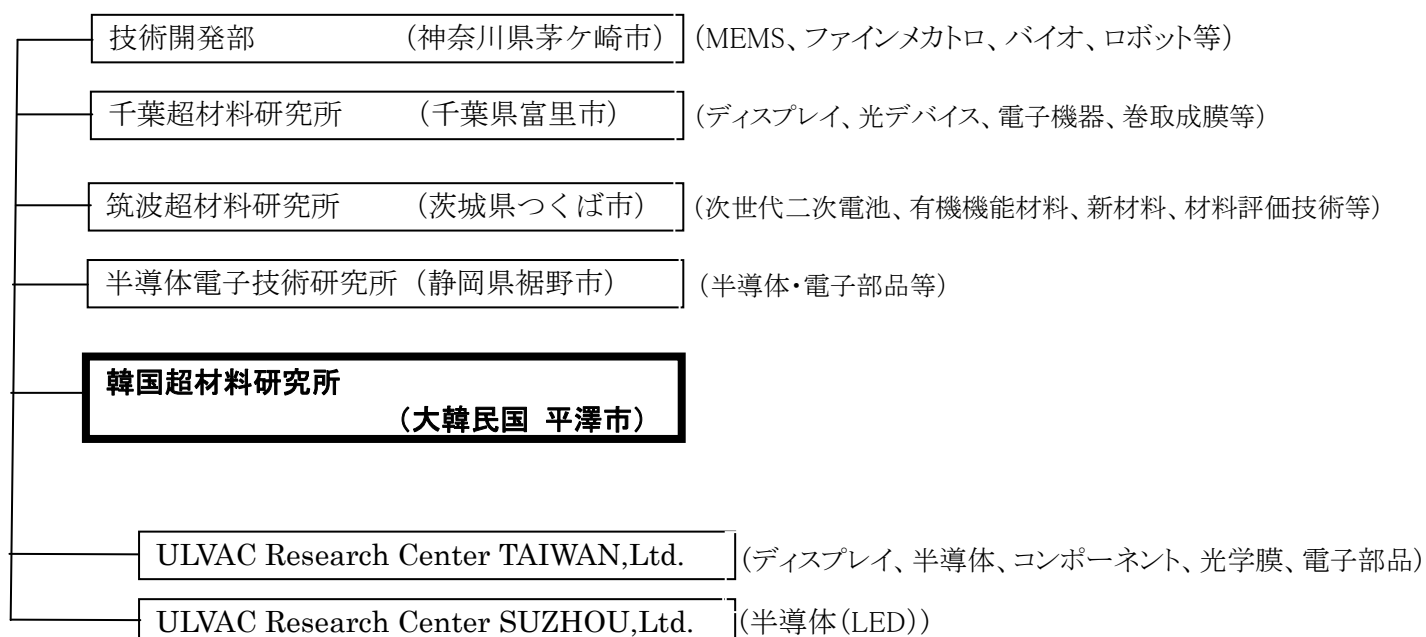 技術開発部 (神奈川県茅ケ崎市) (MEMS、ファインメカトロ、バイオ、ロボット等)
千葉超材料研究所 (千葉県富里市) (ディスプレイ、光デバイス、電子機器、巻取成膜等)
筑波超材料研究所 (茨城県つくば市) (次世代二次電池、有機機能材料、新材料、材料評価技術等)
半導体電子技術研究所 (静岡県裾野市) (半導体・電子部品等)
韓国超材料研究所
(大韓民国 平澤市)
ULVAC Research Center TAIWAN,Ltd. (ディスプレイ、半導体、コンポーネント、光学膜、電子部品)
ULVAC Research Center SUZHOU,Ltd. (半導体(LED))